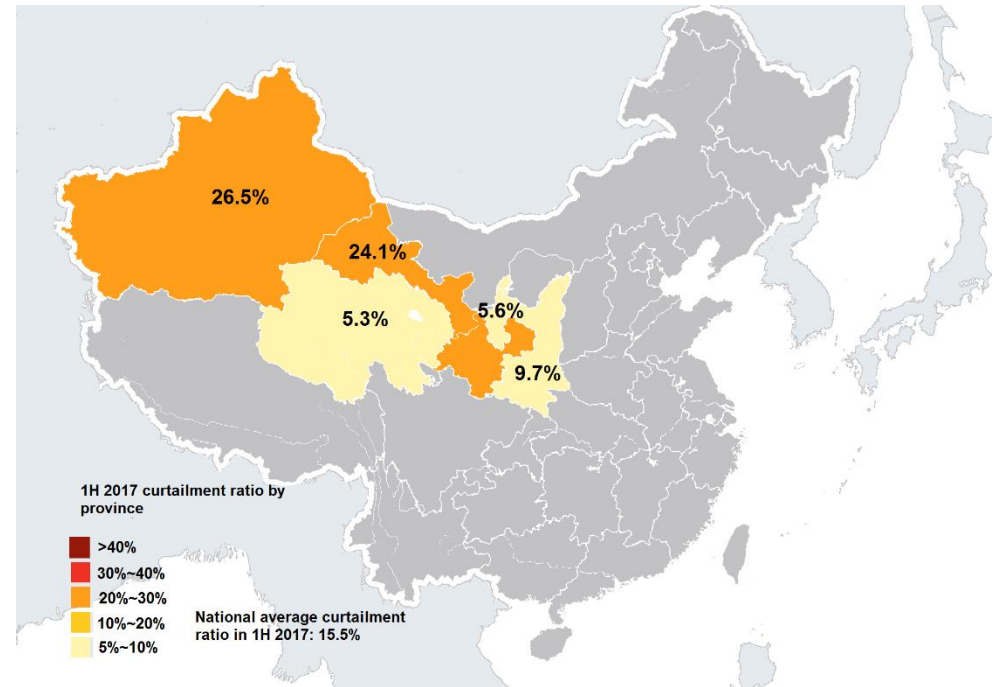 26.5%
24.1%
5.3%
5.6%
9.7%
1H 2017 curtailment ratio by
province
>40%
30%~40%
20%~30%
10%~20%
5%~10%
National average curtailment
ratio in 1H 2017: 15.5%